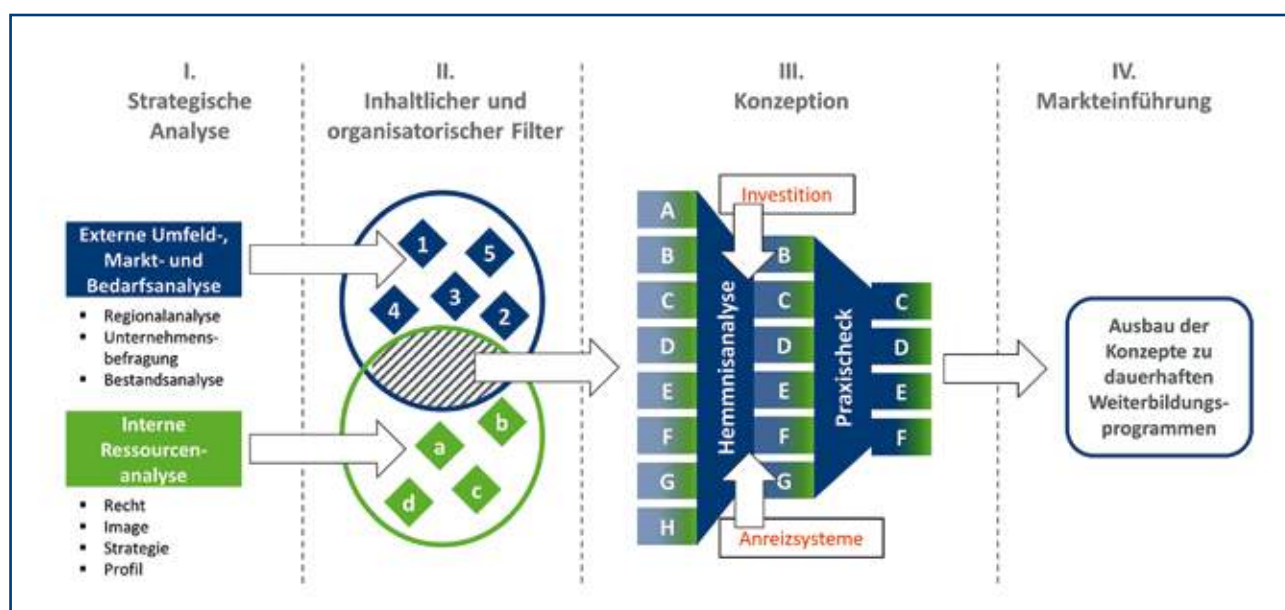 I.
Strategische
Analyse
II.
Inhaltlicher und
organisatorischer Filter
III.
Konzeption
IV.
Markteinführung
Externe Umfeld-,
Markt- und
Bedarfsanalyse
▪ Regionalanalyse
▪ Unternehmens-
befragung
▪ Bestandsanalyse
Interne
Ressourcen-
analyse
▪ Recht
▪ Image
▪ Strategie
▪ Profil
1
5
4
3
2
b
a
d
c
A
B
C
D
E
F
G
H
Investition
Hemmnisanalyse
Anreizsysteme
B
C
D
E
F
G
Praxischeck
C
D
E
F
Ausbau der
Konzepte zu
dauerhaften
Weiterbildungs-
programmen